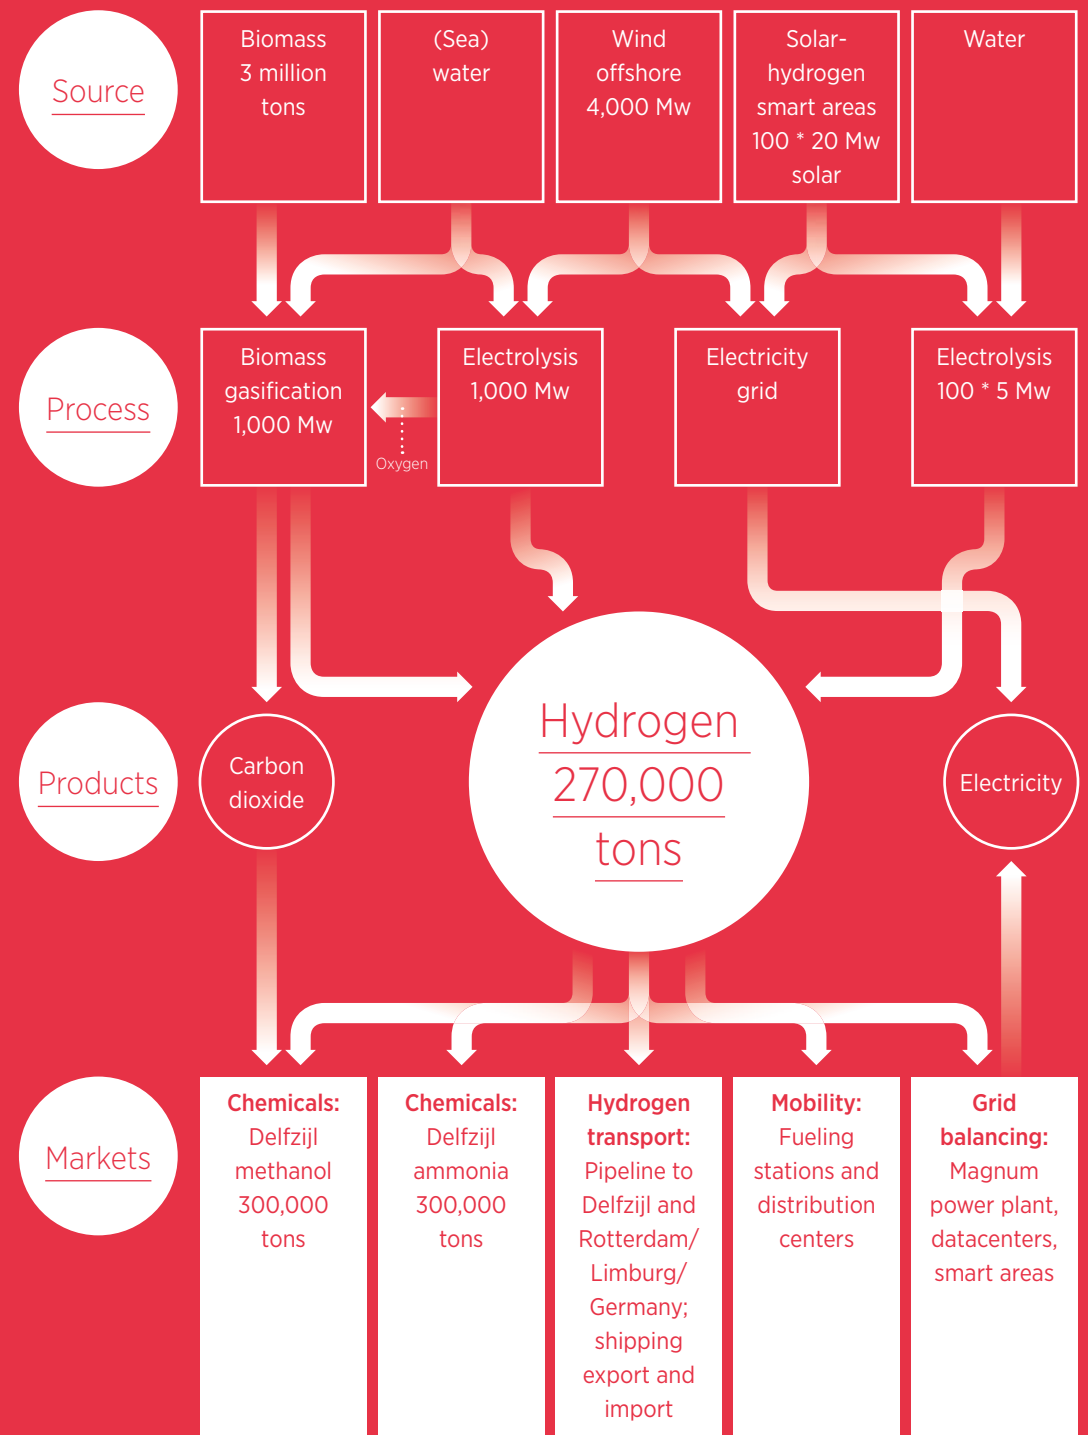 Source
Biomass
3 million
tons
(Sea)
water
Wind
offshore
4,000 Mw
Solar-
hydrogen
smart areas
100 * 20 Mw
solar
Water
Process
Biomass
gasification
1,000 Mw
Oxygen
Electrolysis
1,000 Mw
Electricity
grid
Electrolysis
100 * 5 Mw
Products
Carbon
dioxide
Hydrogen
270,000
tons
Electricity
Markets
Chemicals:
Delfzijl
methanol
300,000
tons
Chemicals:
Delfzijl
ammonia
300,000
tons
Hydrogen
transport:
Pipeline to
Delfzijl and
Rotterdam/
Limburg/
Germany;
shipping
export and
import
Mobility:
Fueling
stations and
distribution
centers
Grid
balancing:
Magnum
power plant,
datacenters,
smart areas